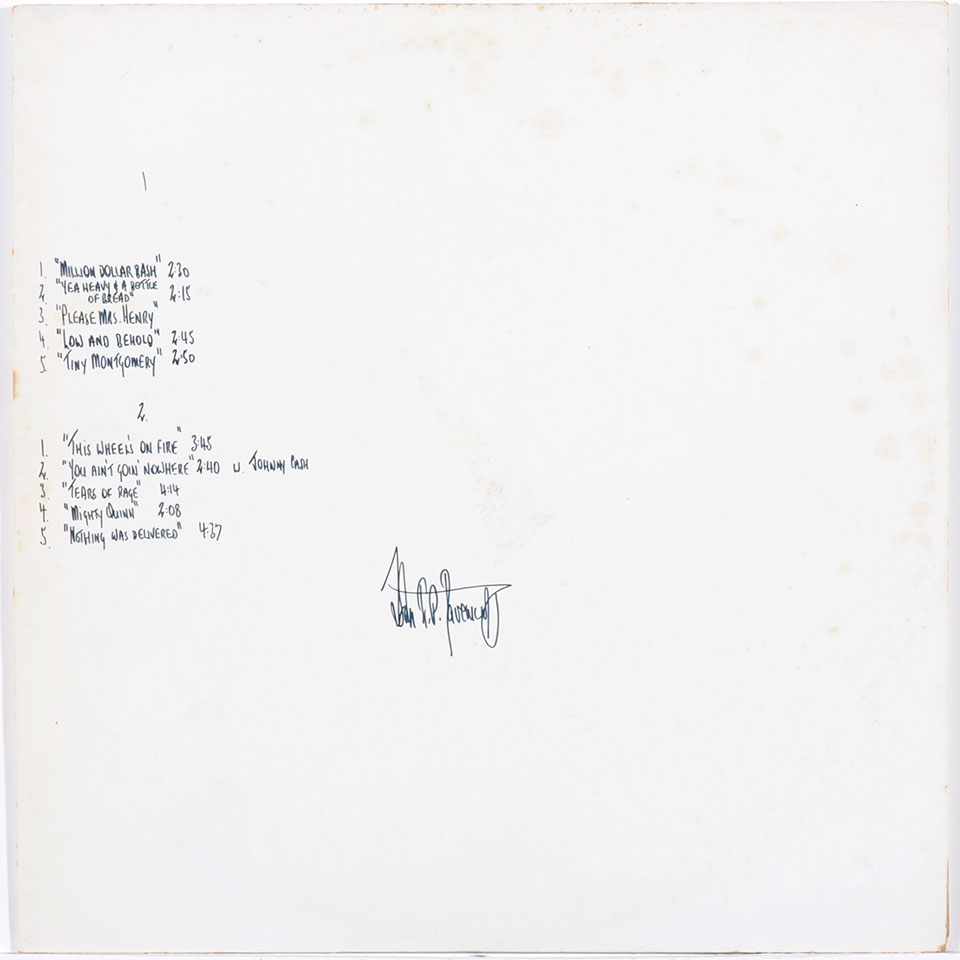 1
1. "MILLION DOLLAR BASH" 2:30
2. "YEA HEAVY & A BOTTLE
OF BREAD" 2:15
3. "PLEASE MRS. HENRY"
4. "LOW AND BEHOLD" 2:45
5. "TINY MONTGOMERY" 2:50
2.
1. "THIS WHEEL'S ON FIRE" 3:45
2. "YOU AIN'T GOIN' NOWHERE" 2:40 W. JOHNNY CASH
3. "TEARS OF RAGE" 4:14
4. "MIGHTY QUINN" 2:08
5. "NOTHING WAS DELIVERED" 4:37
John R.P. Ravenscroft